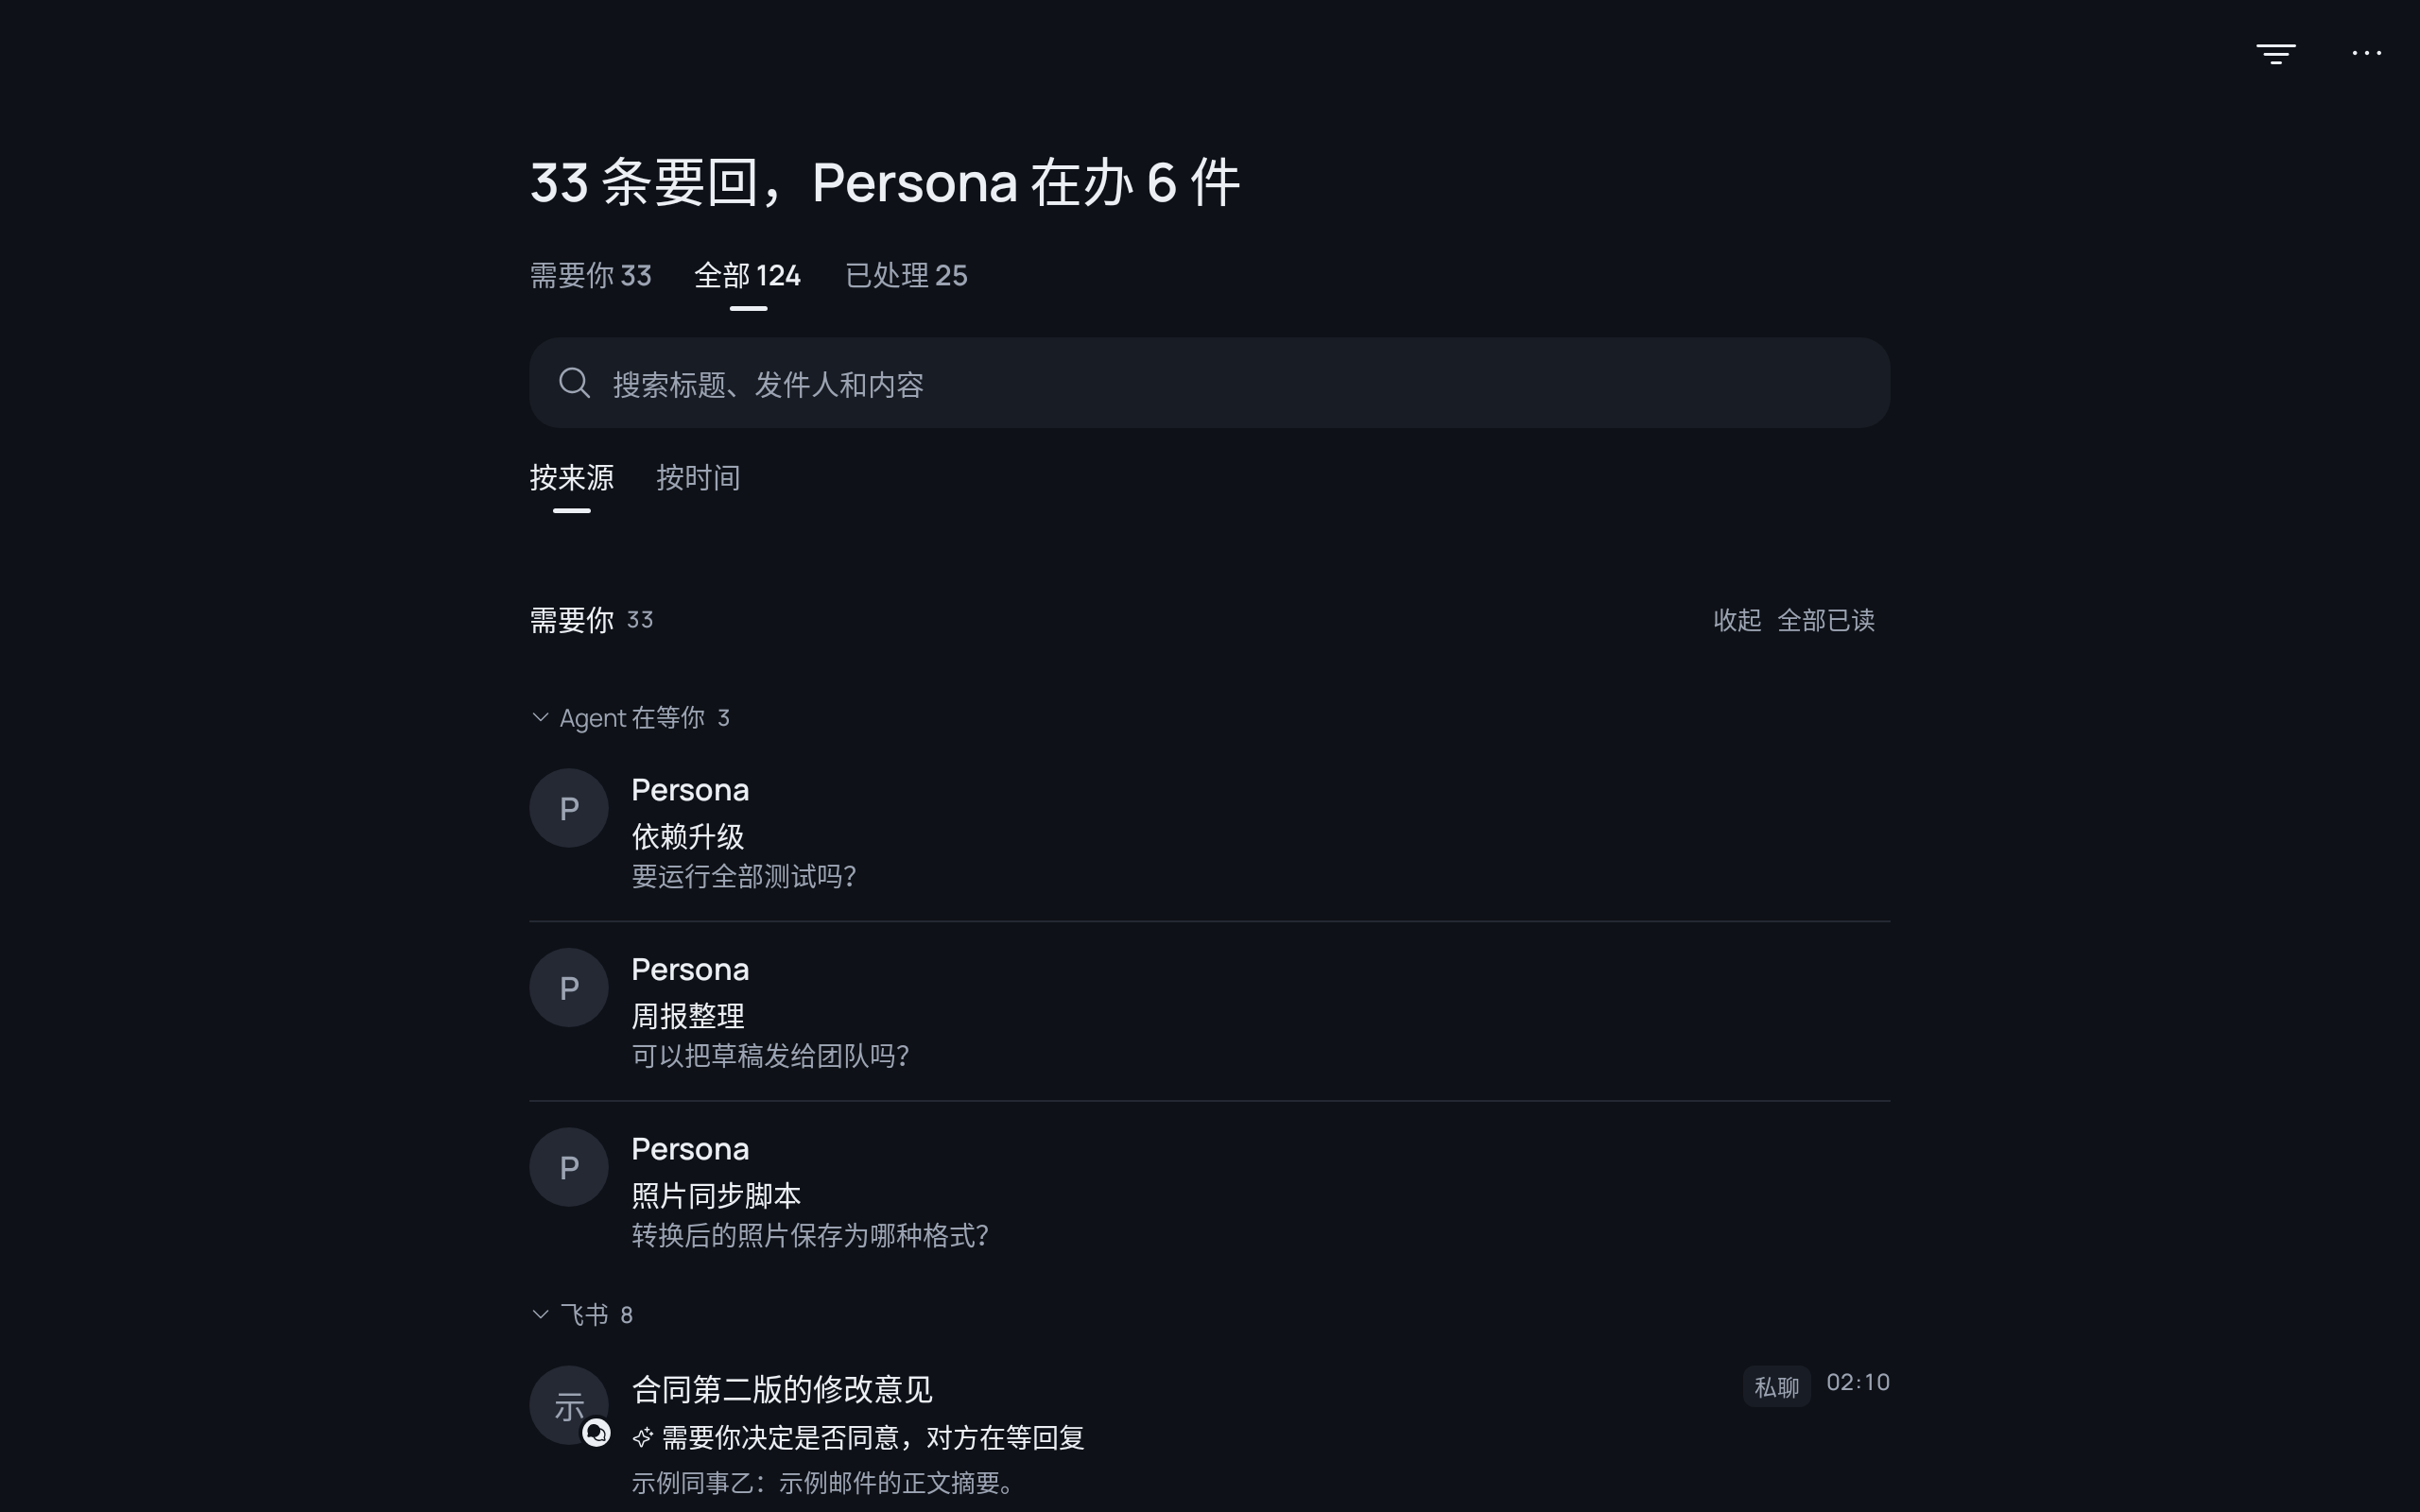 33 条要回，Persona 在办 6 件
需要你 33 全部 124 已处理 25
搜索标题、发件人和内容
按来源 按时间
需要你 33 收起 全部已读
Agent 在等你 3
P
Persona
依赖升级
要运行全部测试吗？
P
Persona
周报整理
可以把草稿发给团队吗？
P
Persona
照片同步脚本
转换后的照片保存为哪种格式？
飞书 8
示
合同第二版的修改意见 私聊 02:10
需要你决定是否同意，对方在等回复
示例同事乙：示例邮件的正文摘要。